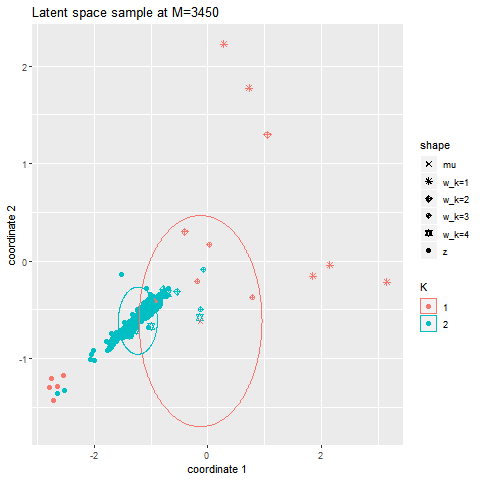 Latent space sample at M=3450
coordinate 2
2
1
0
-1
-2
0
2
coordinate 1
shape
mu
w_k=1
w_k=2
w_k=3
w_k=4
z
K
1
2